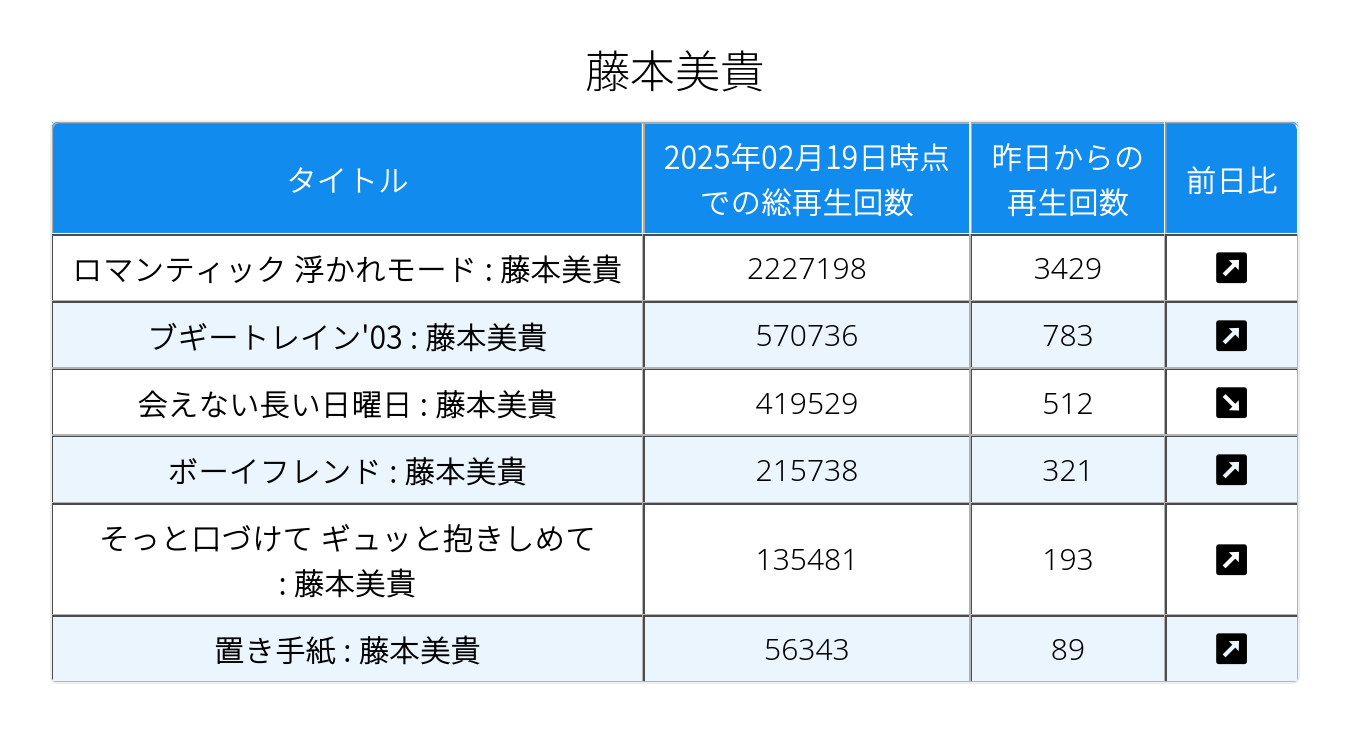 藤本美貴
タイトル
2025年02月19日時点
での総再生回数
昨日からの
再生回数
前日比
ロマンティック 浮かれモード : 藤本美貴
2227198
3429
ブギートレイン'03 : 藤本美貴
570736
783
会えない長い日曜日 : 藤本美貴
419529
512
ボーイフレンド : 藤本美貴
215738
321
そっと口づけて ギュッと抱きしめて
: 藤本美貴
135481
193
置き手紙 : 藤本美貴
56343
89